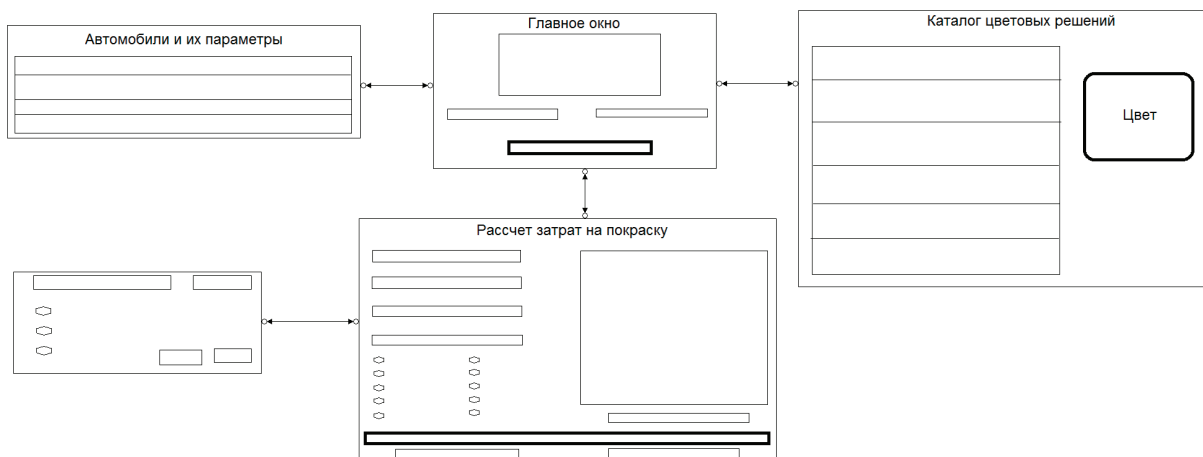 Автомобили и их параметры
Главное окно
Каталог цветовых решений
Цвет
Рассчет затрат на покраску